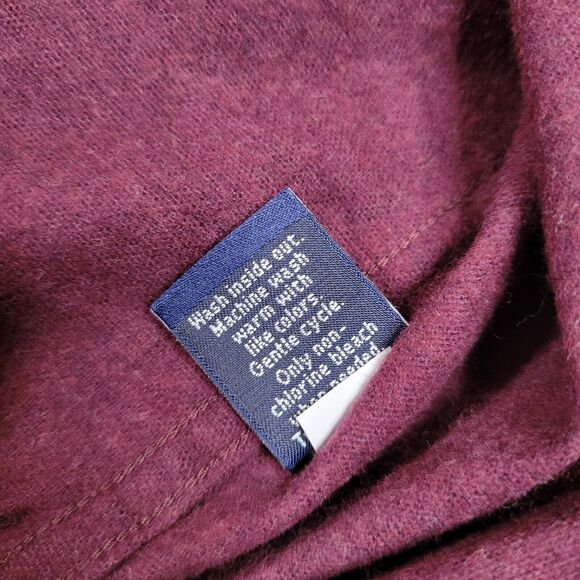 Wash inside out.
Machine wash
warm with
like colors.
Gentle cycle.
Only non-
chlorine bleach